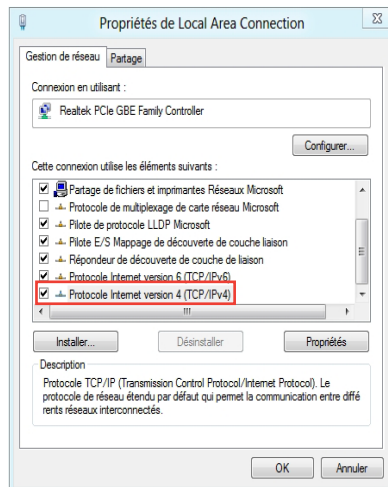 Propriétés de Local Area Connection
Gestion de réseau Partage
Connexion en utilisant :
Realtek PCIe GBE Family Controller
Configurer...
Cette connexion utilise les éléments suivants :
Partage de fichiers et imprimantes Réseaux Microsoft
Protocole de multiplexage de carte réseau Microsoft
Pilote de protocole LLDP Microsoft
Pilote E/S Mappage de découverte de couche liaison
Répondeur de découverte de couche de liaison
Protocole Internet version 6 (TCP/IPv6)
Protocole Internet version 4 (TCP/IPv4)
Installer... Désinstaller Propriétés
Description
Protocole TCP/IP (Transmission Control Protocol/Internet Protocol). Le
protocole de réseau étendu par défaut qui permet la communication entre diffé
rents réseaux interconnectés.
OK Annuler